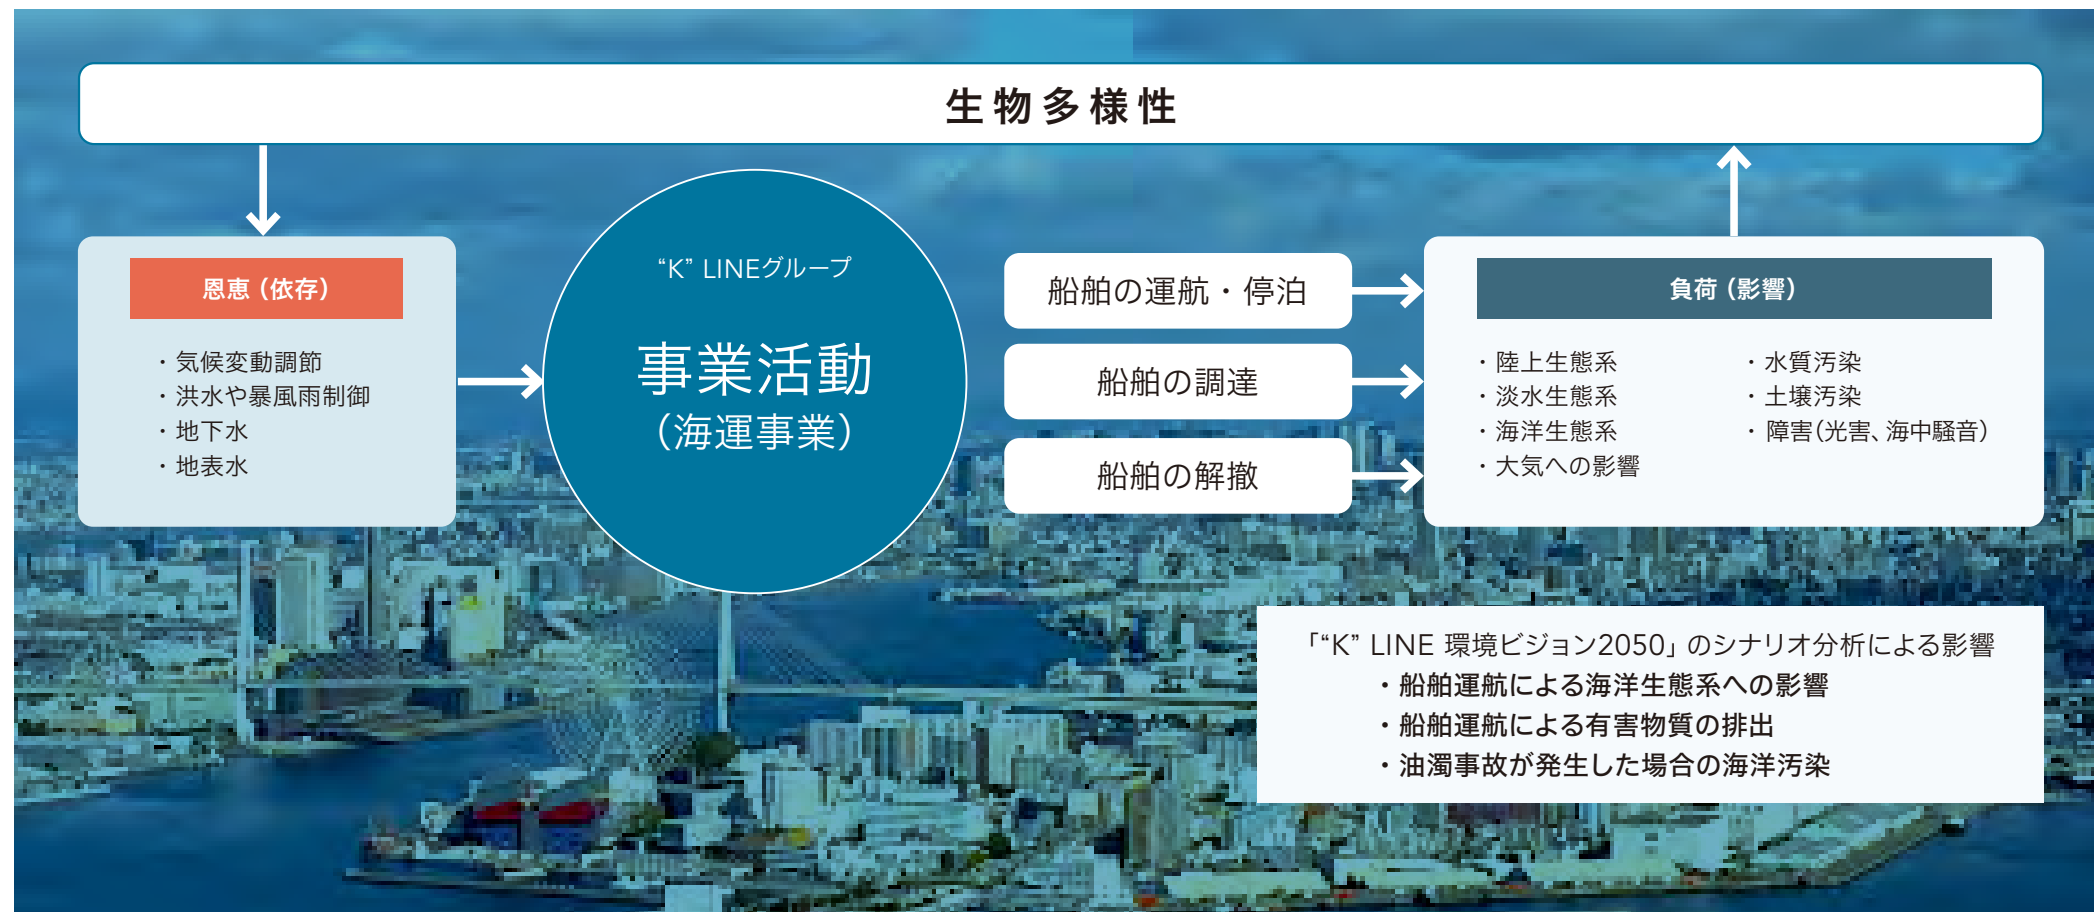 生物多様性
恩恵（依存）
・気候変動調節
・洪水や暴風雨制御
・地下水
・地表水
“K” LINEグループ
事業活動
（海運事業）
船舶の運航・停泊
船舶の調達
船舶の解撤
負荷（影響）
・陸上生態系
・淡水生態系
・海洋生態系
・大気への影響
・水質汚染
・土壌汚染
・障害（光害、海中騒音）
「“K” LINE 環境ビジョン2050」のシナリオ分析による影響
・船舶運航による海洋生態系への影響
・船舶運航による有害物質の排出
・油濁事故が発生した場合の海洋汚染